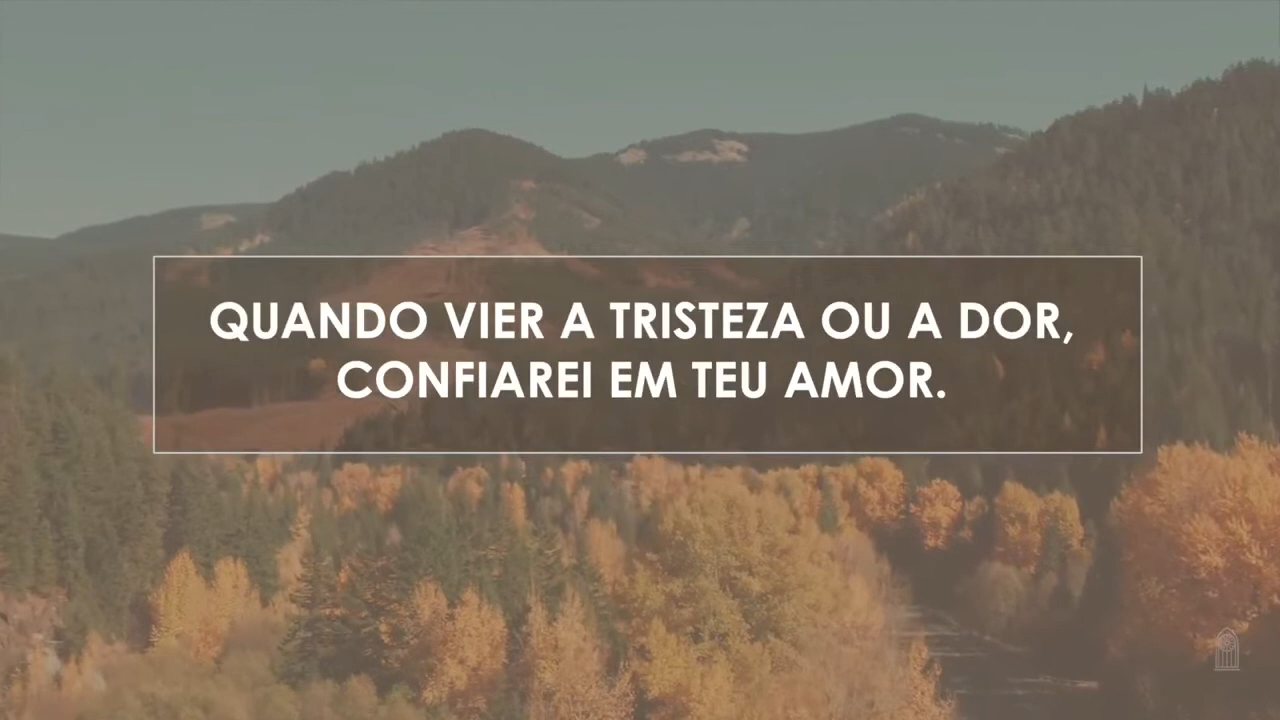 QUANDO VIER A TRISTEZA OU A DOR,
CONFIAREI EM TEU AMOR.